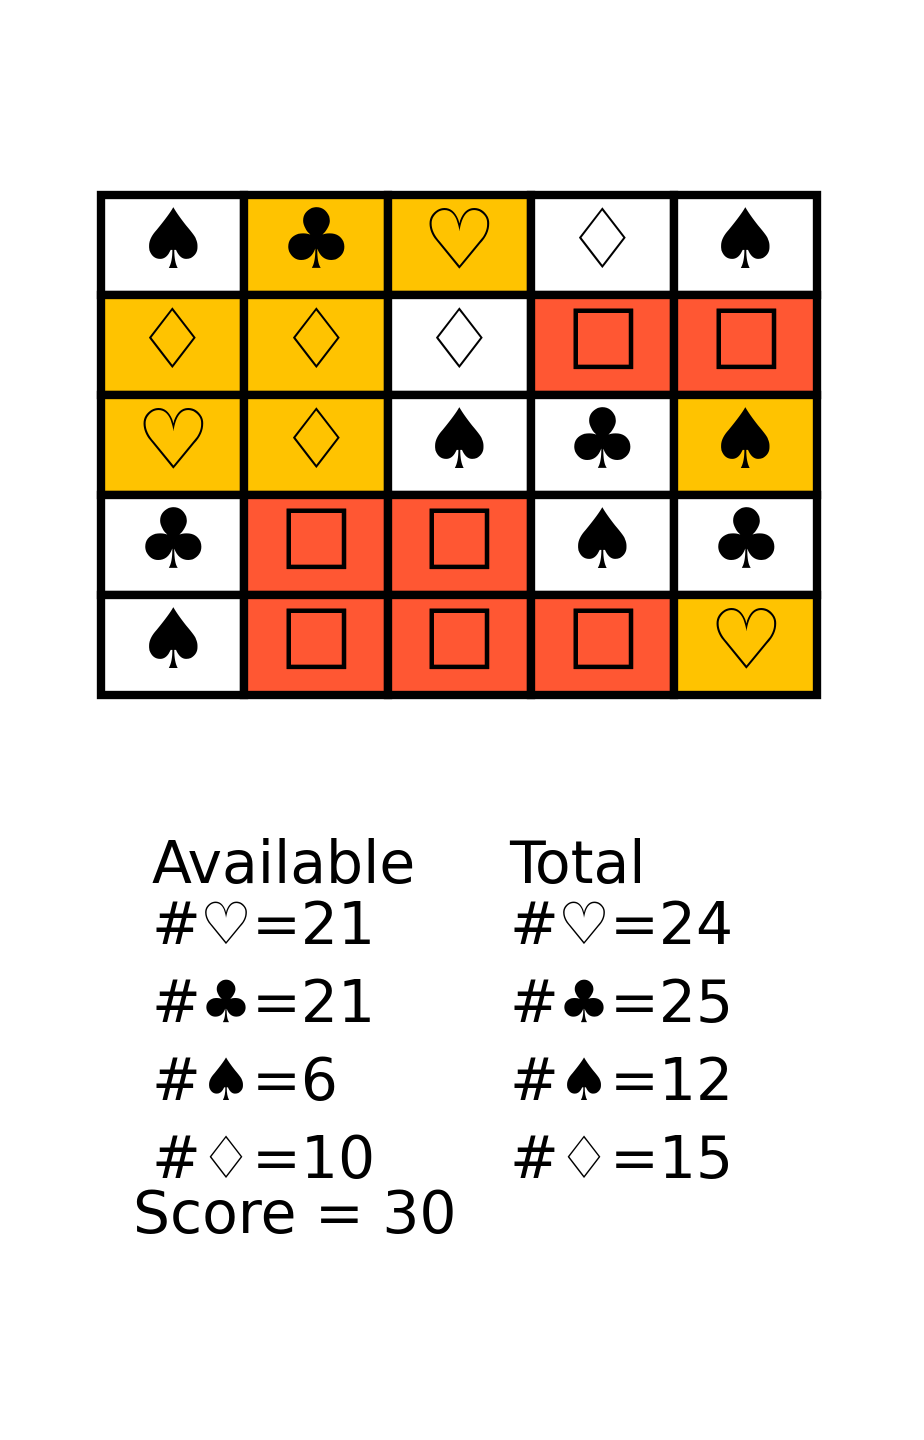 ♠ ♣ ♡ ♢ ♠
♢ ♢ ♢ □ □
♡ ♢ ♠ ♣ ♠
♣ □ □ ♠ ♣
♠ □ □ □ ♡
Available Total
#♡=21 #♡=24
#♣=21 #♣=25
#♠=6 #♠=12
#♢=10 #♢=15
Score = 30